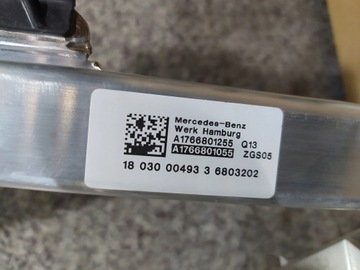 Mercedes-Benz
Werk Hamburg
A1766801255 Q13
A1766801055 ZGS05
18 030 00493 3 6803202